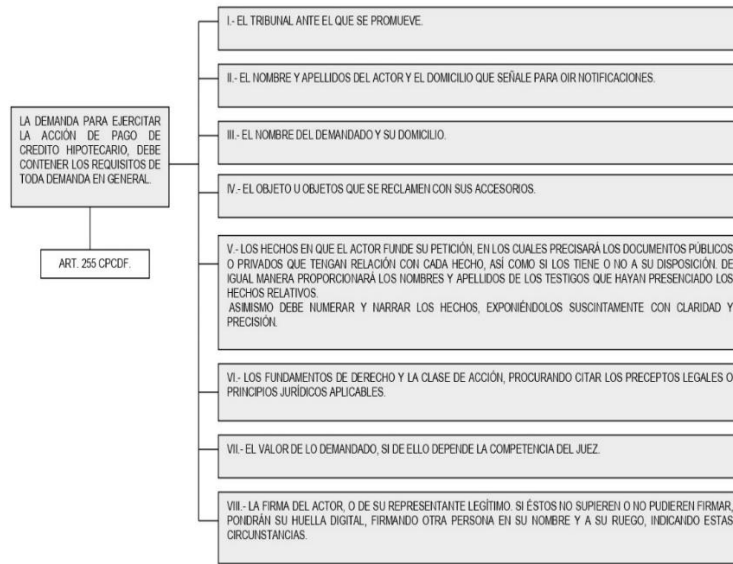 LA DEMANDA PARA EJERCITAR
LA ACCIÓN DE PAGO DE
CREDITO HIPOTECARIO, DEBE
CONTENER LOS REQUISITOS DE
TODA DEMANDA EN GENERAL.
ART. 255 CPCDF.
I.- EL TRIBUNAL ANTE EL QUE SE PROMUEVE.
II.- EL NOMBRE Y APELLIDOS DEL ACTOR Y EL DOMICILIO QUE SEÑALE PARA OIR NOTIFICACIONES.
III.- EL NOMBRE DEL DEMANDADO Y SU DOMICILIO.
IV.- EL OBJETO U OBJETOS QUE SE RECLAMEN CON SUS ACCESORIOS.
V.- LOS HECHOS EN QUE EL ACTOR FUNDE SU PETICIÓN, EN LOS CUALES PRECISARÁ LOS DOCUMENTOS PÚBLICOS
O PRIVADOS QUE TENGAN RELACIÓN CON CADA HECHO, ASÍ COMO SI LOS TIENE O NO A SU DISPOSICIÓN. DE
IGUAL MANERA PROPORCIONARÁ LOS NOMBRES Y APELLIDOS DE LOS TESTIGOS QUE HAYAN PRESENCIADO LOS
HECHOS RELATIVOS.
ASIMISMO DEBE NUMERAR Y NARRAR LOS HECHOS, EXPONIÉNDOLOS SUSCINTAMENTE CON CLARIDAD Y
PRECISIÓN.
VI.- LOS FUNDAMENTOS DE DERECHO Y LA CLASE DE ACCIÓN, PROCURANDO CITAR LOS PRECEPTOS LEGALES O
PRINCIPIOS JURÍDICOS APLICABLES.
VII.- EL VALOR DE LO DEMANDADO, SI DE ELLO DEPENDE LA COMPETENCIA DEL JUEZ.
VIII.- LA FIRMA DEL ACTOR, O DE SU REPRESENTANTE LEGÍTIMO. SI ÉSTOS NO SUPIEREN O NO PUDIEREN FIRMAR,
PONDRÁN SU HUELLA DIGITAL, FIRMANDO OTRA PERSONA EN SU NOMBRE Y A SU RUEGO, INDICANDO ESTAS
CIRCUNSTANCIAS.